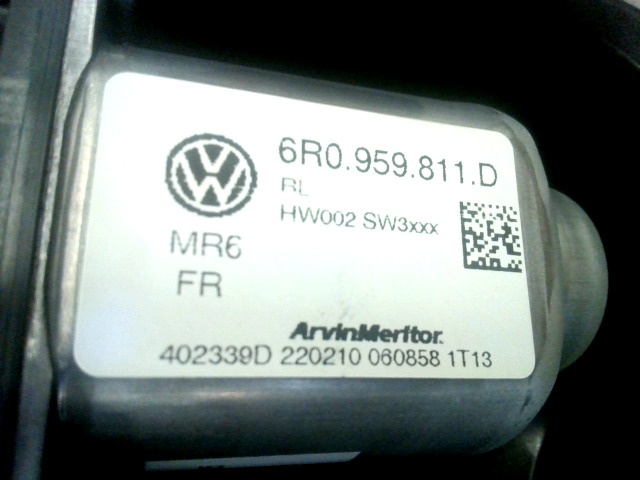 6R0.959.811.D
RL
HW002 SW3xxx
MR6
FR
ArvinMeritor.
402339D 220210 060858 1T13